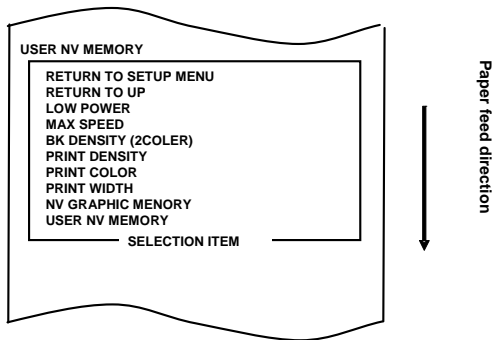 USER NV MEMORY
RETURN TO SETUP MENU
RETURN TO UP
LOW POWER
MAX SPEED
BK DENSITY (2COLER)
PRINT DENSITY
PRINT COLOR
PRINT WIDTH
NV GRAPHIC MENORY
USER NV MEMORY
SELECTION ITEM
Paper feed direction